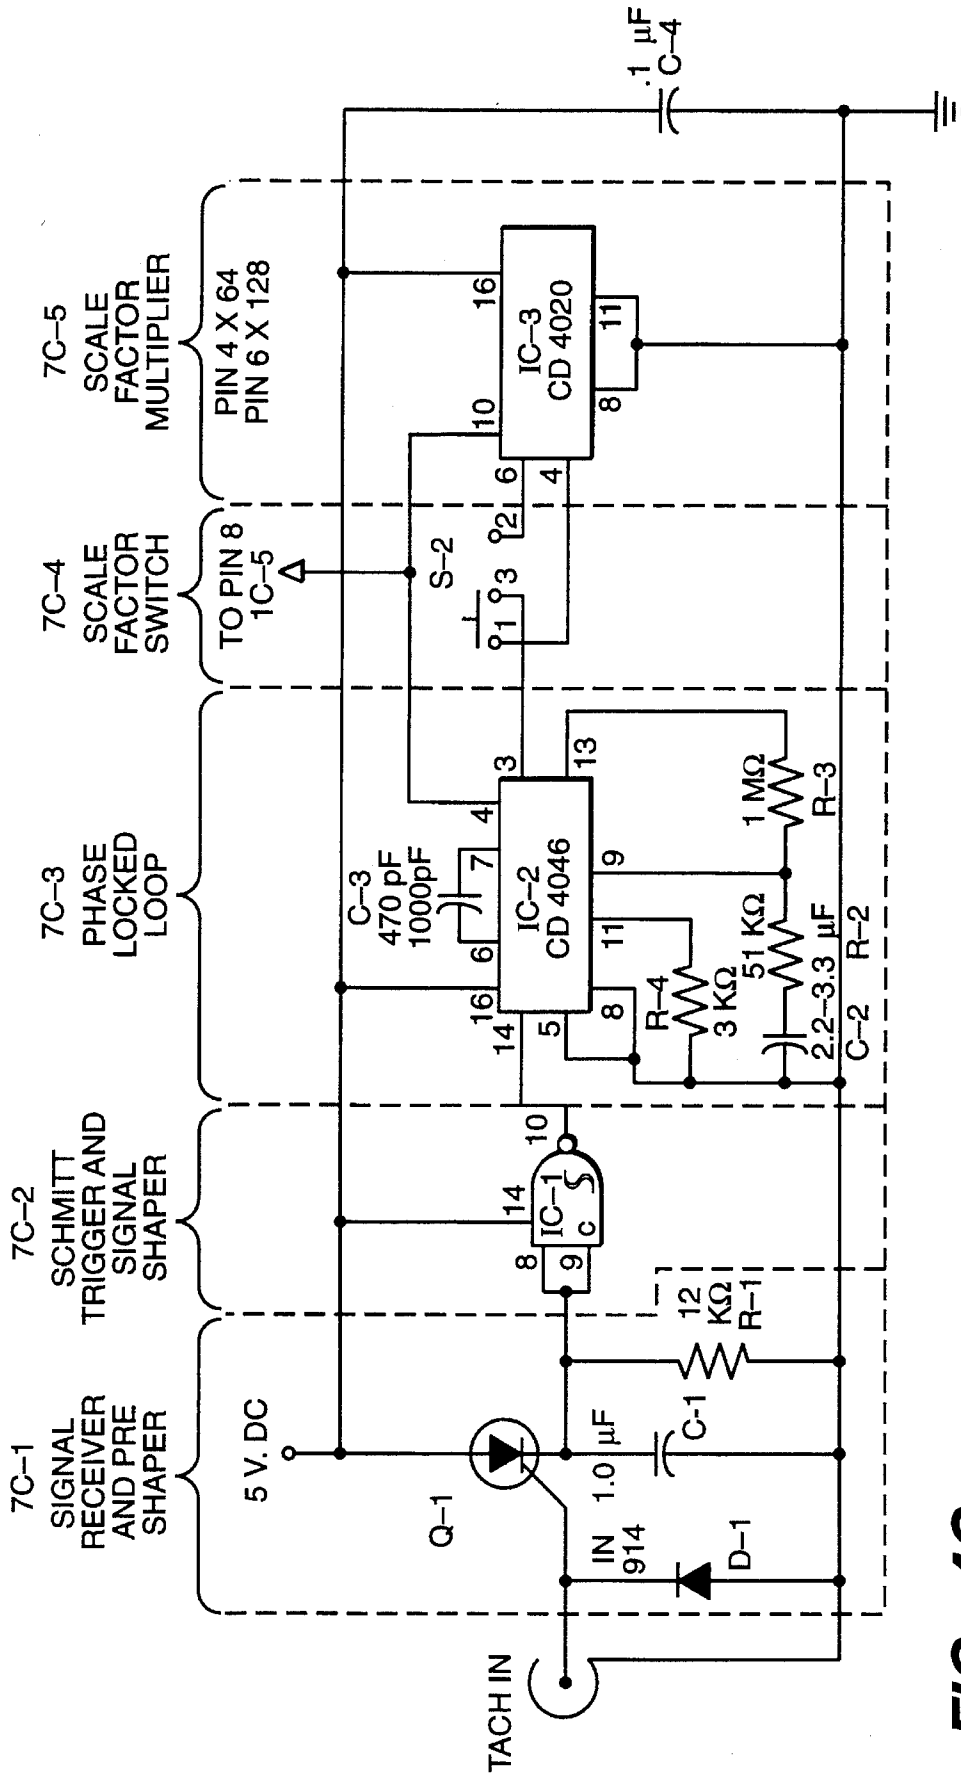 7C–1
SIGNAL
RECEIVER
AND PRE
SHAPER
7C–2
SCHMITT
TRIGGER AND
SIGNAL
SHAPER
7C–3
PHASE
LOCKED
LOOP
7C–4
SCALE
FACTOR
SWITCH
7C–5
SCALE
FACTOR
MULTIPLIER
TO PIN 8
1C–5
PIN 4 X 64
PIN 6 X 128
5 V. DC
Q–1
TACH IN
IN
914
D–1
1.0 µF
C-1
12
KΩ
R–1
14
8
9
IC–1
C
10
C–3
470 pF
1000pF
14
16
6
7
4
3
IC–2
CD 4046
5
8
11
9
13
R–4
3 KΩ
51 KΩ
2.2–3.3 µF
C–2
R–2
1 MΩ
R–3
S–2
1
3
2
6
4
10
16
IC–3
CD 4020
8
11
.1 µF
C–4